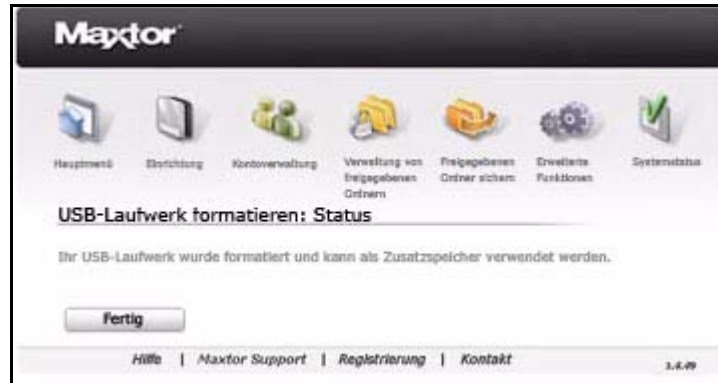 Maxtor
Hauptmenü
Einrichtung
Kontoverwaltung
Verwaltung von
freigegebenen
Ordnern
Freigegebenen
Ordner sichern
Erweiterte
Funktionen
Systemstatus
USB-Laufwerk formatieren: Status
Ihr USB-Laufwerk wurde formatiert und kann als Zusatzspeicher verwendet werden.
Fertig
Hilfe | Maxtor Support | Registrierung | Kontakt